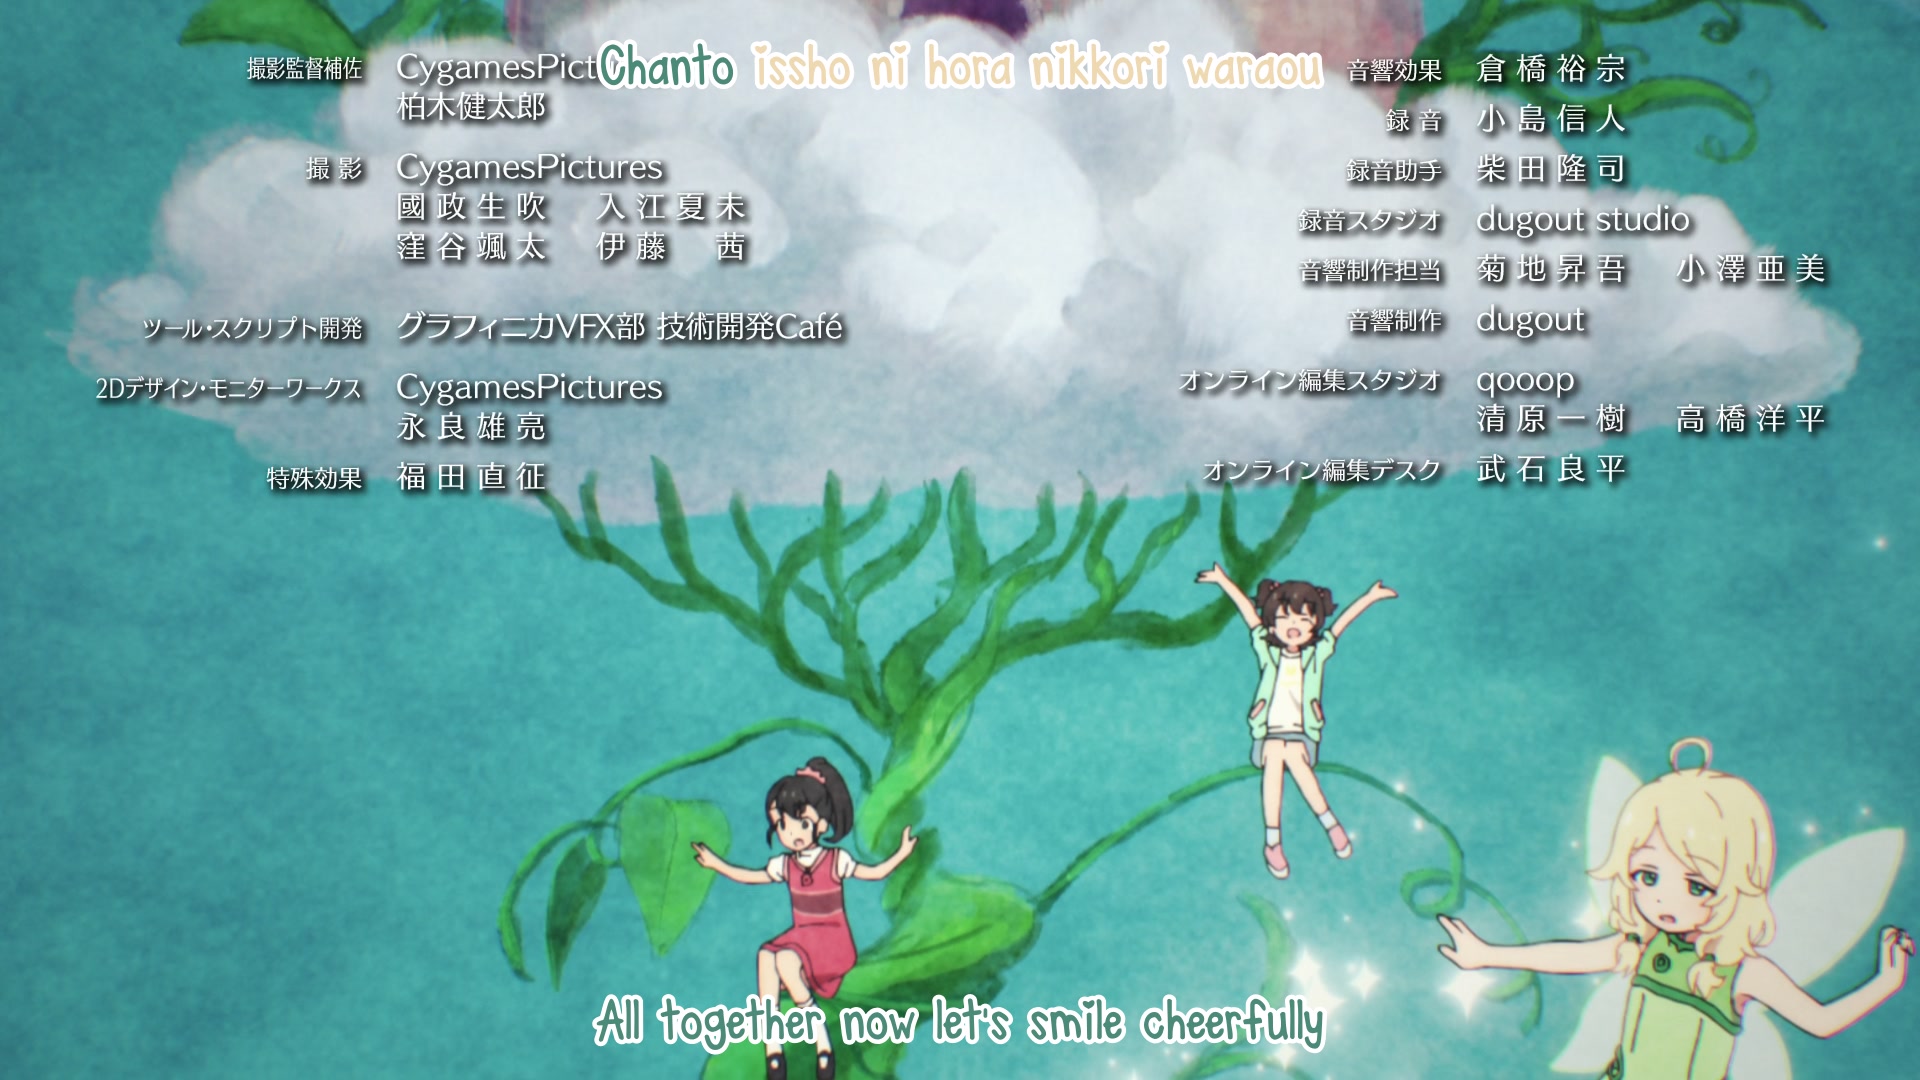 Chanto issho ni hora nikkori waraou
撮影監督補佐 CygamesPict
柏木健太郎
撮影 CygamesPictures
國政生吹 入江夏未
窪谷颯太 伊藤 茜
ツール・スクリプト開発 グラフィニカVFX部 技術開発Café
2Dデザイン・モニターワークス CygamesPictures
永良雄亮
特殊効果 福田直征
音響効果 倉橋裕宗
録音 小島信人
録音助手 柴田隆司
録音スタジオ dugout studio
音響制作担当 菊地昇吾 小澤亜美
音響制作 dugout
オンライン編集スタジオ qooop
清原一樹 高橋洋平
オンライン編集デスク 武石良平
All together now let's smile cheerfully